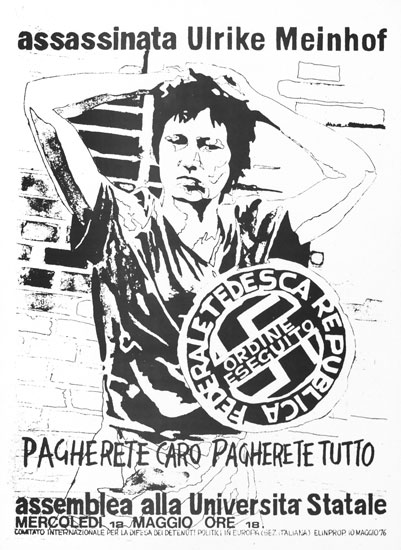 assassinata Ulrike Meinhof
REPUBBLICA FEDERALE TEDESCA
ORDINE
ESEGUITO
PAGHERETE CARO PAGHERETE TUTTO
assemblea alla Università Statale
MERCOLEDI 12 MAGGIO ORE 18.
COMITATO INTERNAZIONALE PER LA DIFESA DEI DETENUTI POLITICI IN EUROPA (SEZ. ITALIANA) ELINPROP 10 MAGGIO '76